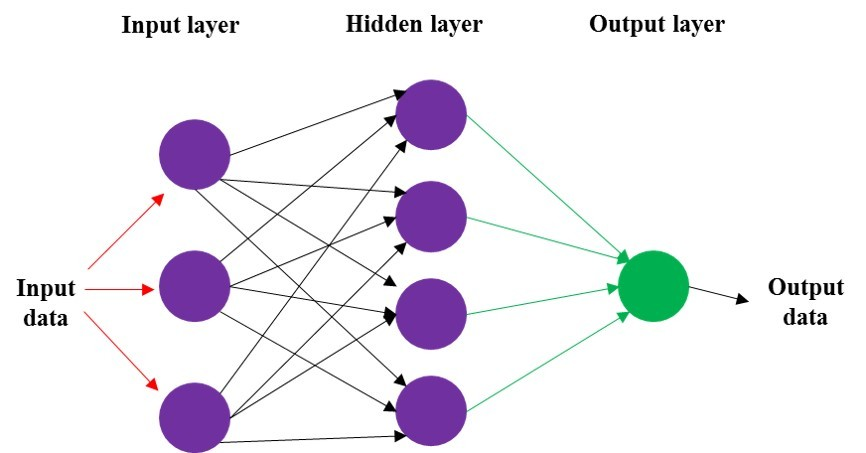 Input layer
Hidden layer
Output layer
Input
data
Output
data